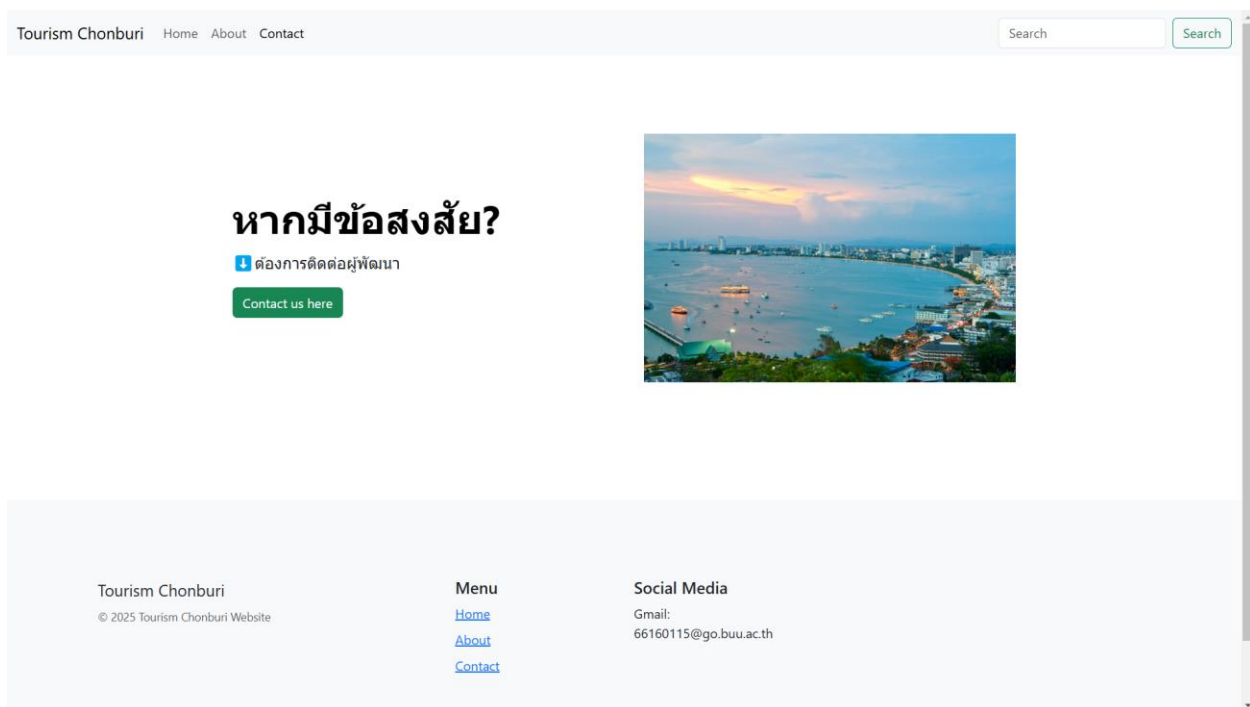 Tourism Chonburi Home About Contact Search Search
หากมีข้อสงสัย?
⬇️ ต้องการติดต่อผู้พัฒนา
Contact us here
Tourism Chonburi
© 2025 Tourism Chonburi Website
Menu
Home
About
Contact
Social Media
Gmail:
66160115@go.buu.ac.th